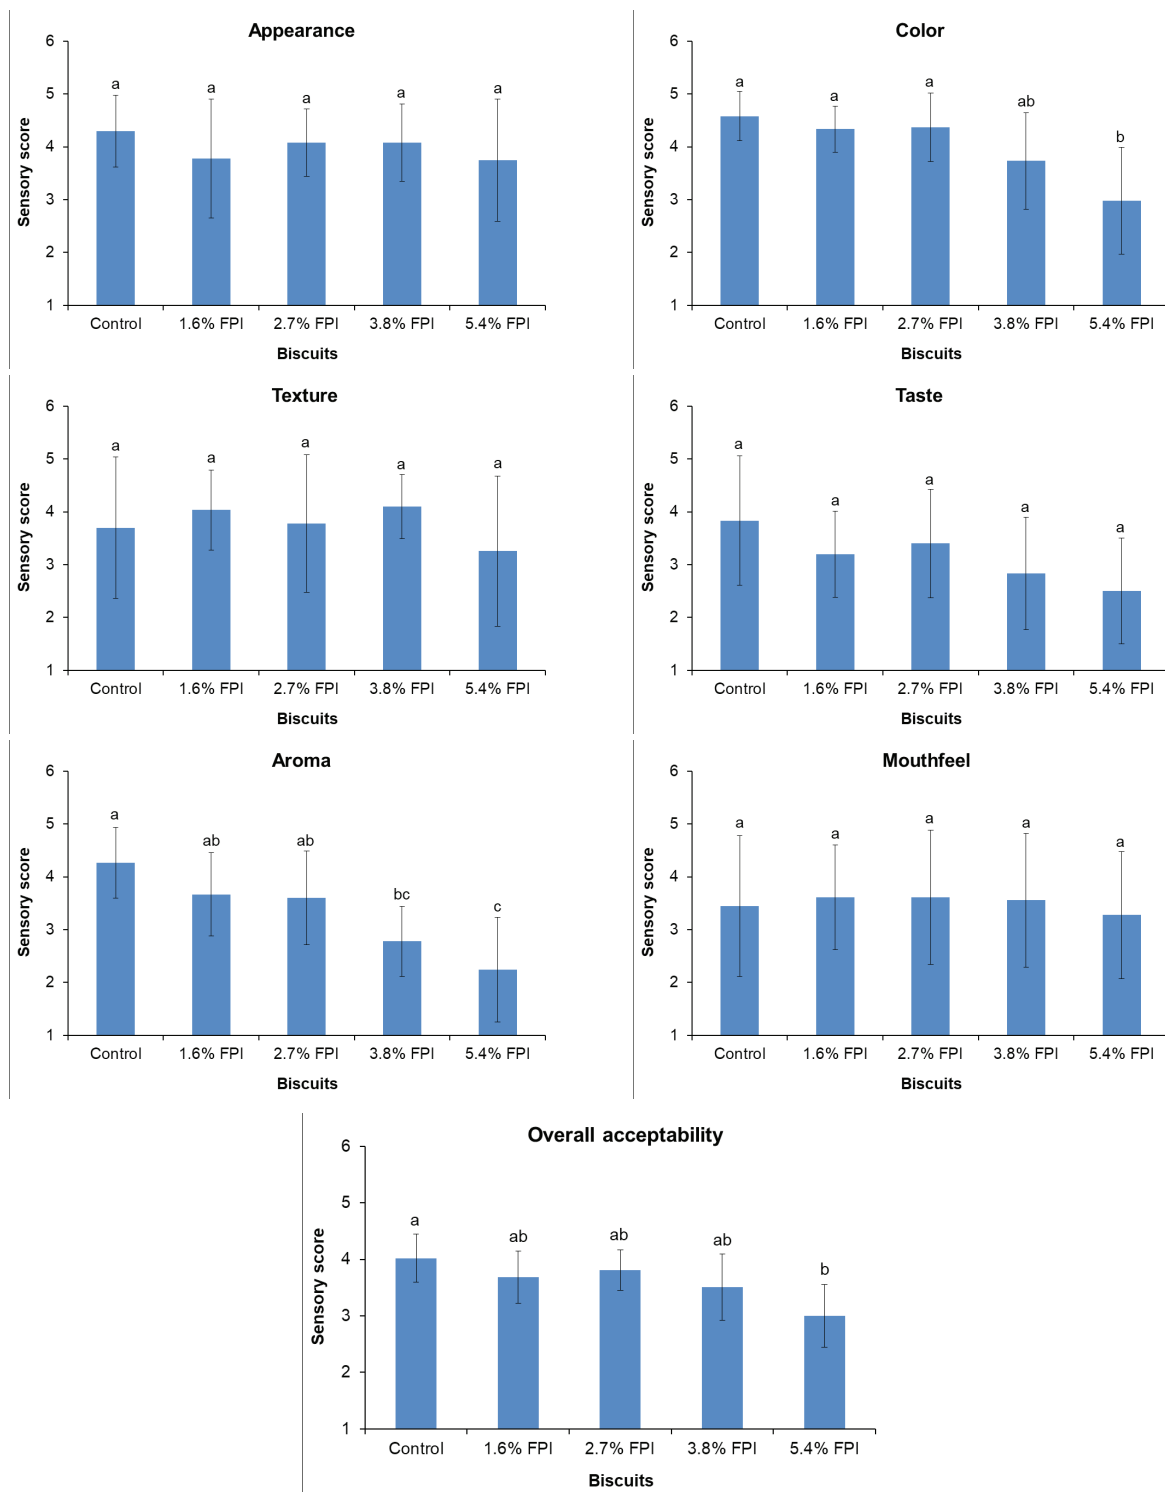 Appearance
6
5
4
3
2
1
Sensory score
a
a
a
a
a
Control
1.6% FPI
2.7% FPI
3.8% FPI
5.4% FPI
Biscuits
Color
6
5
4
3
2
1
Sensory score
a
a
a
ab
b
Control
1.6% FPI
2.7% FPI
3.8% FPI
5.4% FPI
Biscuits
Texture
6
5
4
3
2
1
Sensory score
a
a
a
a
a
Control
1.6% FPI
2.7% FPI
3.8% FPI
5.4% FPI
Biscuits
Taste
6
5
4
3
2
1
Sensory score
a
a
a
a
a
Control
1.6% FPI
2.7% FPI
3.8% FPI
5.4% FPI
Biscuits
Aroma
6
5
4
3
2
1
Sensory score
a
ab
ab
bc
c
Control
1.6% FPI
2.7% FPI
3.8% FPI
5.4% FPI
Biscuits
Mouthfeel
6
5
4
3
2
1
Sensory score
a
a
a
a
a
Control
1.6% FPI
2.7% FPI
3.8% FPI
5.4% FPI
Biscuits
Overall acceptability
6
5
4
3
2
1
Sensory score
a
ab
ab
ab
b
Control
1.6% FPI
2.7% FPI
3.8% FPI
5.4% FPI
Biscuits